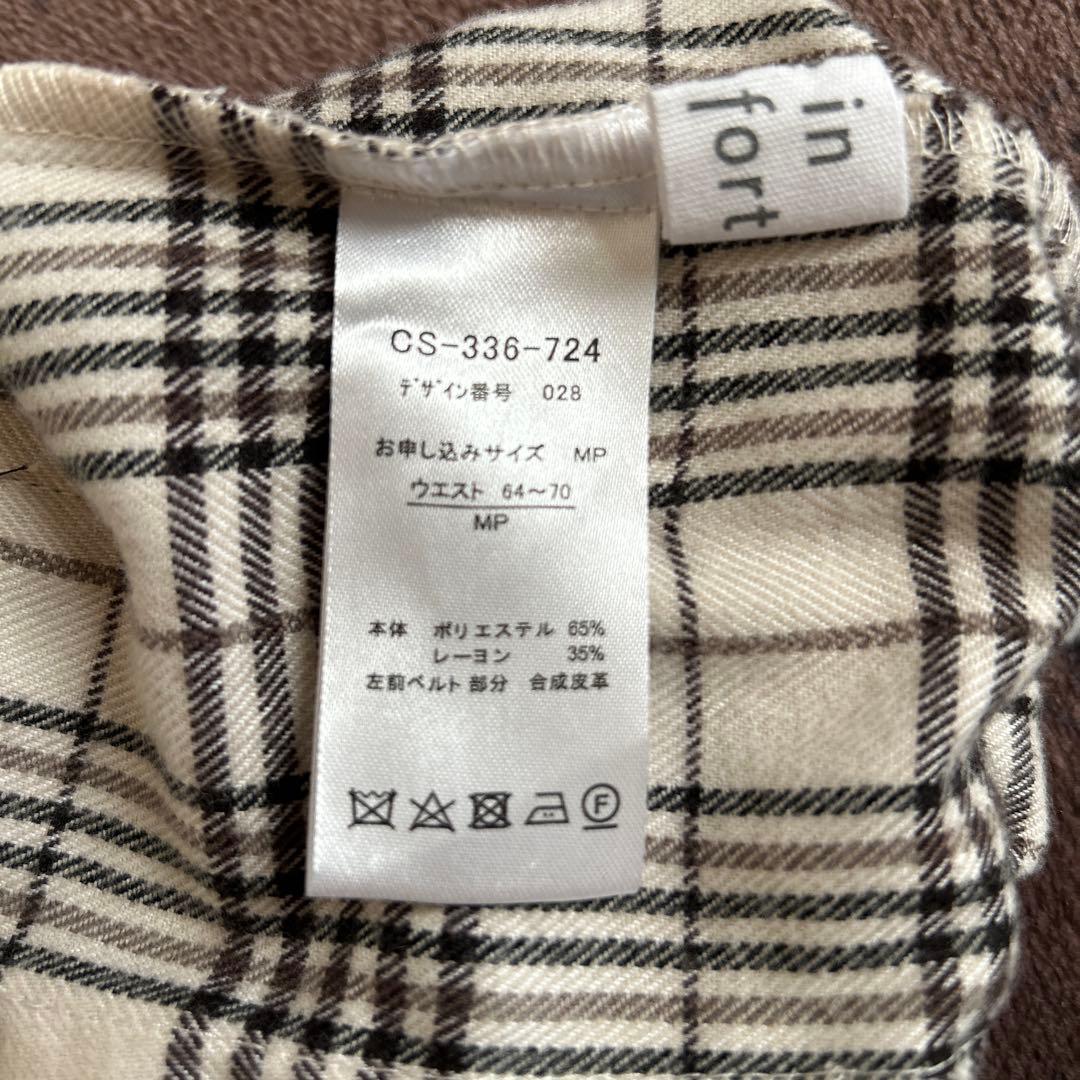 in
fort
CS-336-724
デザイン番号 028
お申し込みサイズ MP
ウエスト 64〜70
MP
本体 ポリエステル 65%
レーヨン 35%
左前ベルト部分 合成皮革
F